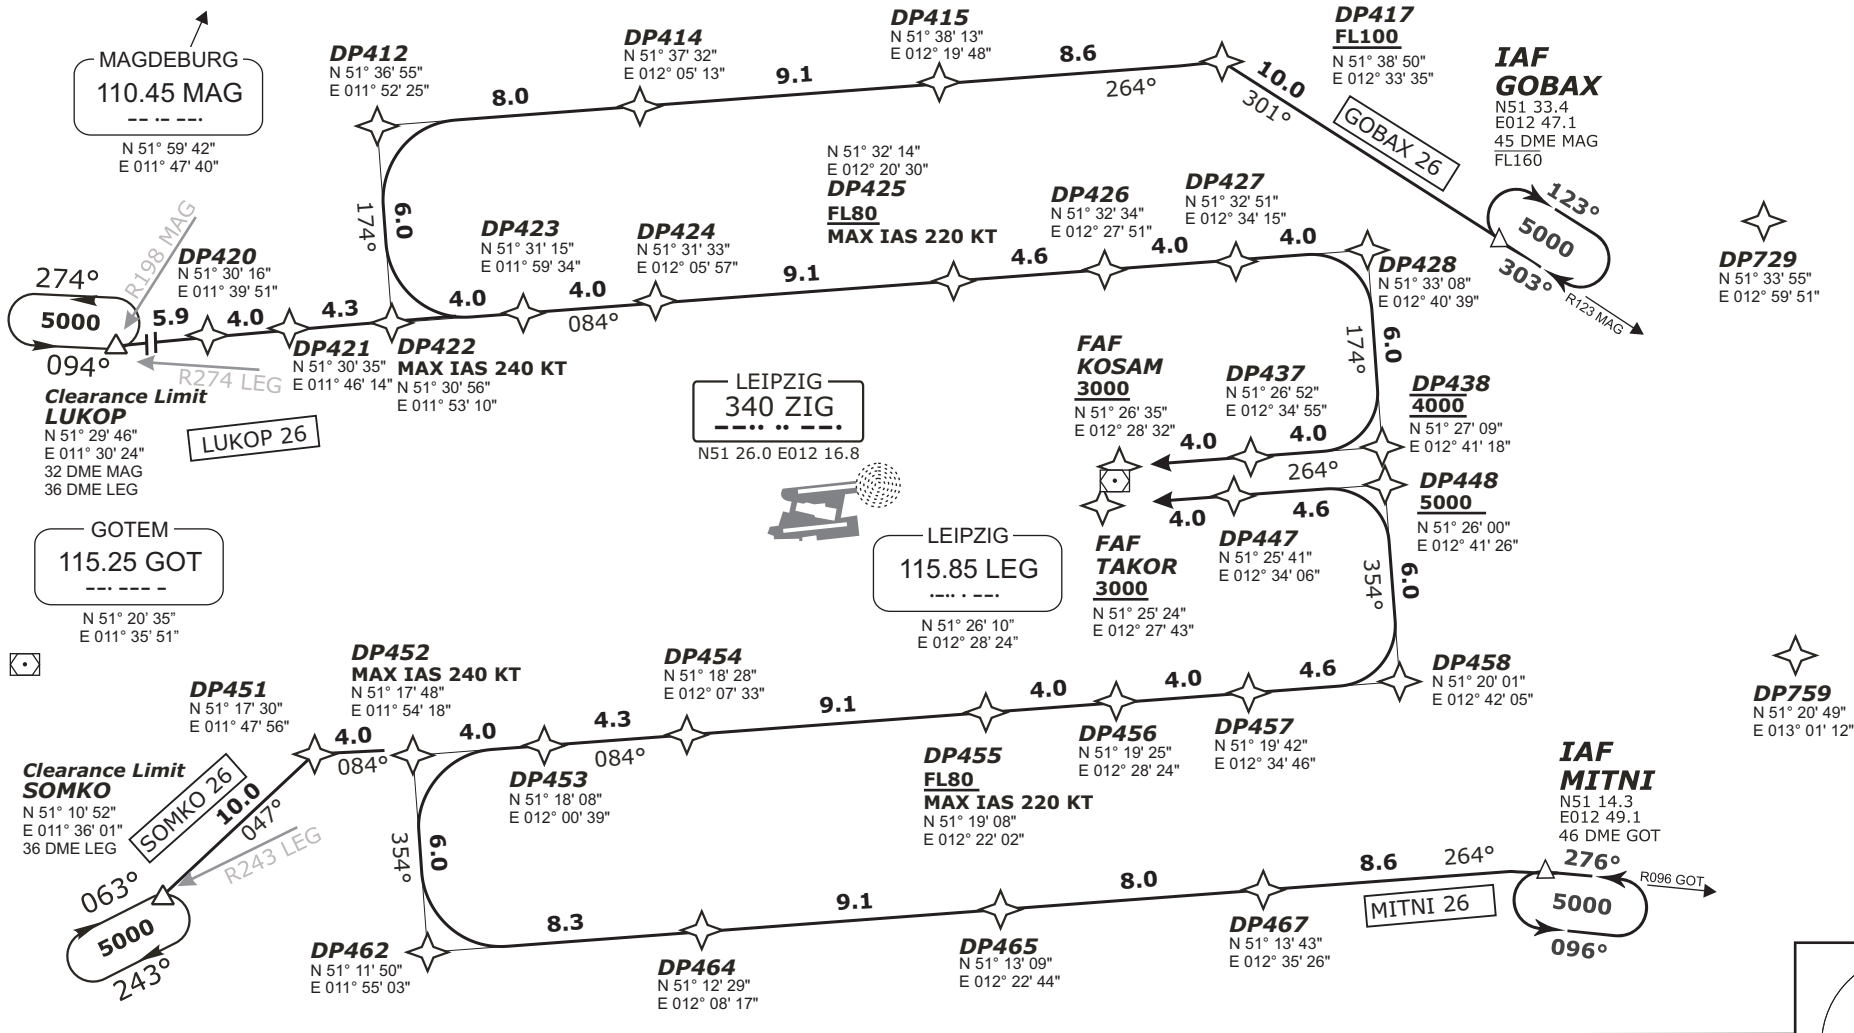 MAGDEBURG
110.45 MAG
N 51° 59' 42"
E 011° 47' 40"
DP412
N 51° 36' 55"
E 011° 52' 25"
8.0
DP414
N 51° 37' 32"
E 012° 05' 13"
9.1
DP415
N 51° 38' 13"
E 012° 19' 48"
8.6
264°
DP417
FL100
N 51° 38' 50"
E 012° 33' 35"
10.0
301°
GOBAX 26
IAF
GOBAX
N51 33.4
E012 47.1
45 DME MAG
FL160
123°
5000
303°
R123 MAG
DP729
N 51° 33' 55"
E 012° 59' 51"
174°
6.0
R198 MAG
274°
5000
094°
5.9
DP420
N 51° 30' 16"
E 011° 39' 51"
4.0
4.3
4.0
DP423
N 51° 31' 15"
E 011° 59' 34"
4.0
084°
DP424
N 51° 31' 33"
E 012° 05' 57"
9.1
N 51° 32' 14"
E 012° 20' 30"
DP425
FL80
MAX IAS 220 KT
4.6
DP426
N 51° 32' 34"
E 012° 27' 51"
4.0
DP427
N 51° 32' 51"
E 012° 34' 15"
4.0
DP428
N 51° 33' 08"
E 012° 40' 39"
R274 LEG
DP421
N 51° 30' 35"
E 011° 46' 14"
DP422
MAX IAS 240 KT
N 51° 30' 56"
E 011° 53' 10"
Clearance Limit
LUKOP
N 51° 29' 46"
E 011° 30' 24"
32 DME MAG
36 DME LEG
LUKOP 26
LEIPZIG
340 ZIG
N51 26.0 E012 16.8
174°
6.0
FAF
KOSAM
3000
N 51° 26' 35"
E 012° 28' 32"
4.0
DP437
N 51° 26' 52"
E 012° 34' 55"
4.0
264°
DP438
4000
N 51° 27' 09"
E 012° 41' 18"
DP448
5000
N 51° 26' 00"
E 012° 41' 26"
4.0
4.6
DP447
N 51° 25' 41"
E 012° 34' 06"
FAF
TAKOR
3000
N 51° 25' 24"
E 012° 27' 43"
354°
6.0
GOTEM
115.25 GOT
N 51° 20' 35"
E 011° 35' 51"
LEIPZIG
115.85 LEG
N 51° 26' 10"
E 012° 28' 24"
DP451
N 51° 17' 30"
E 011° 47' 56"
4.0
084°
DP452
MAX IAS 240 KT
N 51° 17' 48"
E 011° 54' 18"
4.0
DP453
N 51° 18' 08"
E 012° 00' 39"
4.3
084°
DP454
N 51° 18' 28"
E 012° 07' 33"
9.1
DP455
FL80
MAX IAS 220 KT
N 51° 19' 08"
E 012° 22' 02"
4.0
DP456
N 51° 19' 25"
E 012° 28' 24"
4.0
DP457
N 51° 19' 42"
E 012° 34' 46"
4.6
DP458
N 51° 20' 01"
E 012° 42' 05"
DP759
N 51° 20' 49"
E 013° 01' 12"
Clearance Limit
SOMKO
N 51° 10' 52"
E 011° 36' 01"
36 DME LEG
SOMKO 26
10.0
047°
R243 LEG
063°
5000
243°
354°
6.0
DP462
N 51° 11' 50"
E 011° 55' 03"
8.3
DP464
N 51° 12' 29"
E 012° 08' 17"
9.1
DP465
N 51° 13' 09"
E 012° 22' 44"
8.0
DP467
N 51° 13' 43"
E 012° 35' 26"
8.6
264°
MITNI 26
IAF
MITNI
N51 14.3
E012 49.1
46 DME GOT
276°
5000
096°
R096 GOT